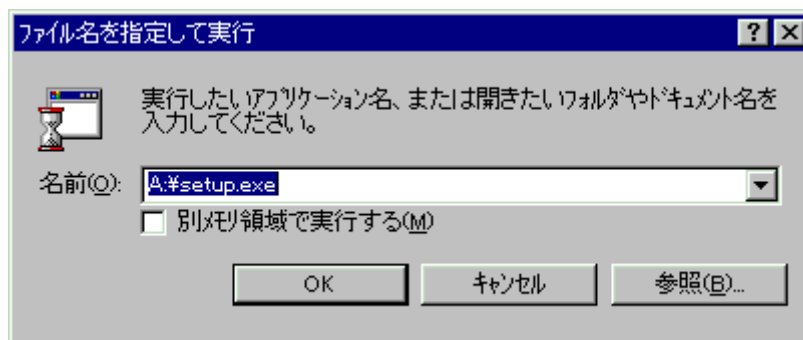 ﾌｧｲﾙ名を指定して実行
実行したいｱﾌﾟﾘｹｰｼｮﾝ名、または開きたいﾌｫﾙﾀﾞやﾄﾞｷｭﾒﾝﾄ名を
入力してください。
名前(O): A:¥setup.exe
別ﾒﾓﾘ領域で実行する(M)
OK ｷｬﾝｾﾙ 参照(B)...